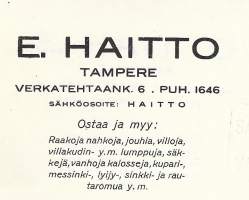 E. HAITTO
TAMPERE
VERKATEHTAANK. 6 . PUH. 1646
SÄHKÖOSOITE: HAITTO
Ostaa ja myy:
Raakoja nahkoja, jouhia, villoja,
villakudin- y. m. lumppuja, säk-
kejä, vanhoja kalosseja, kupari-,
messinki-, lyijy-, sinkki- ja rau-
taromua y. m.